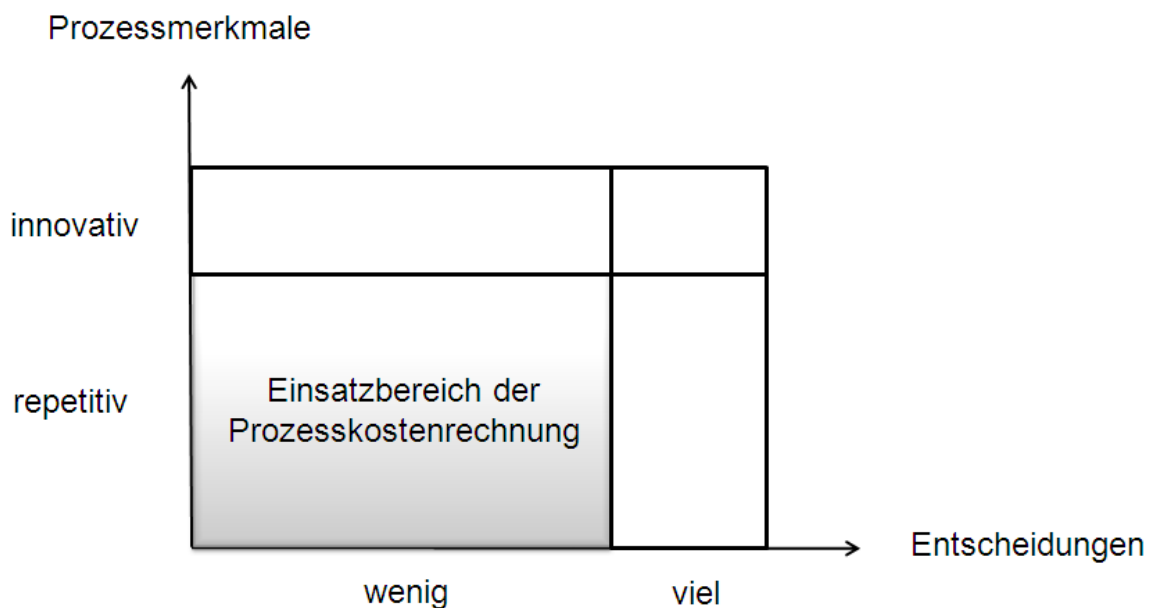 Prozessmerkmale
innovativ
repetitiv
Einsatzbereich der
Prozesskostenrechnung
Entscheidungen
wenig
viel